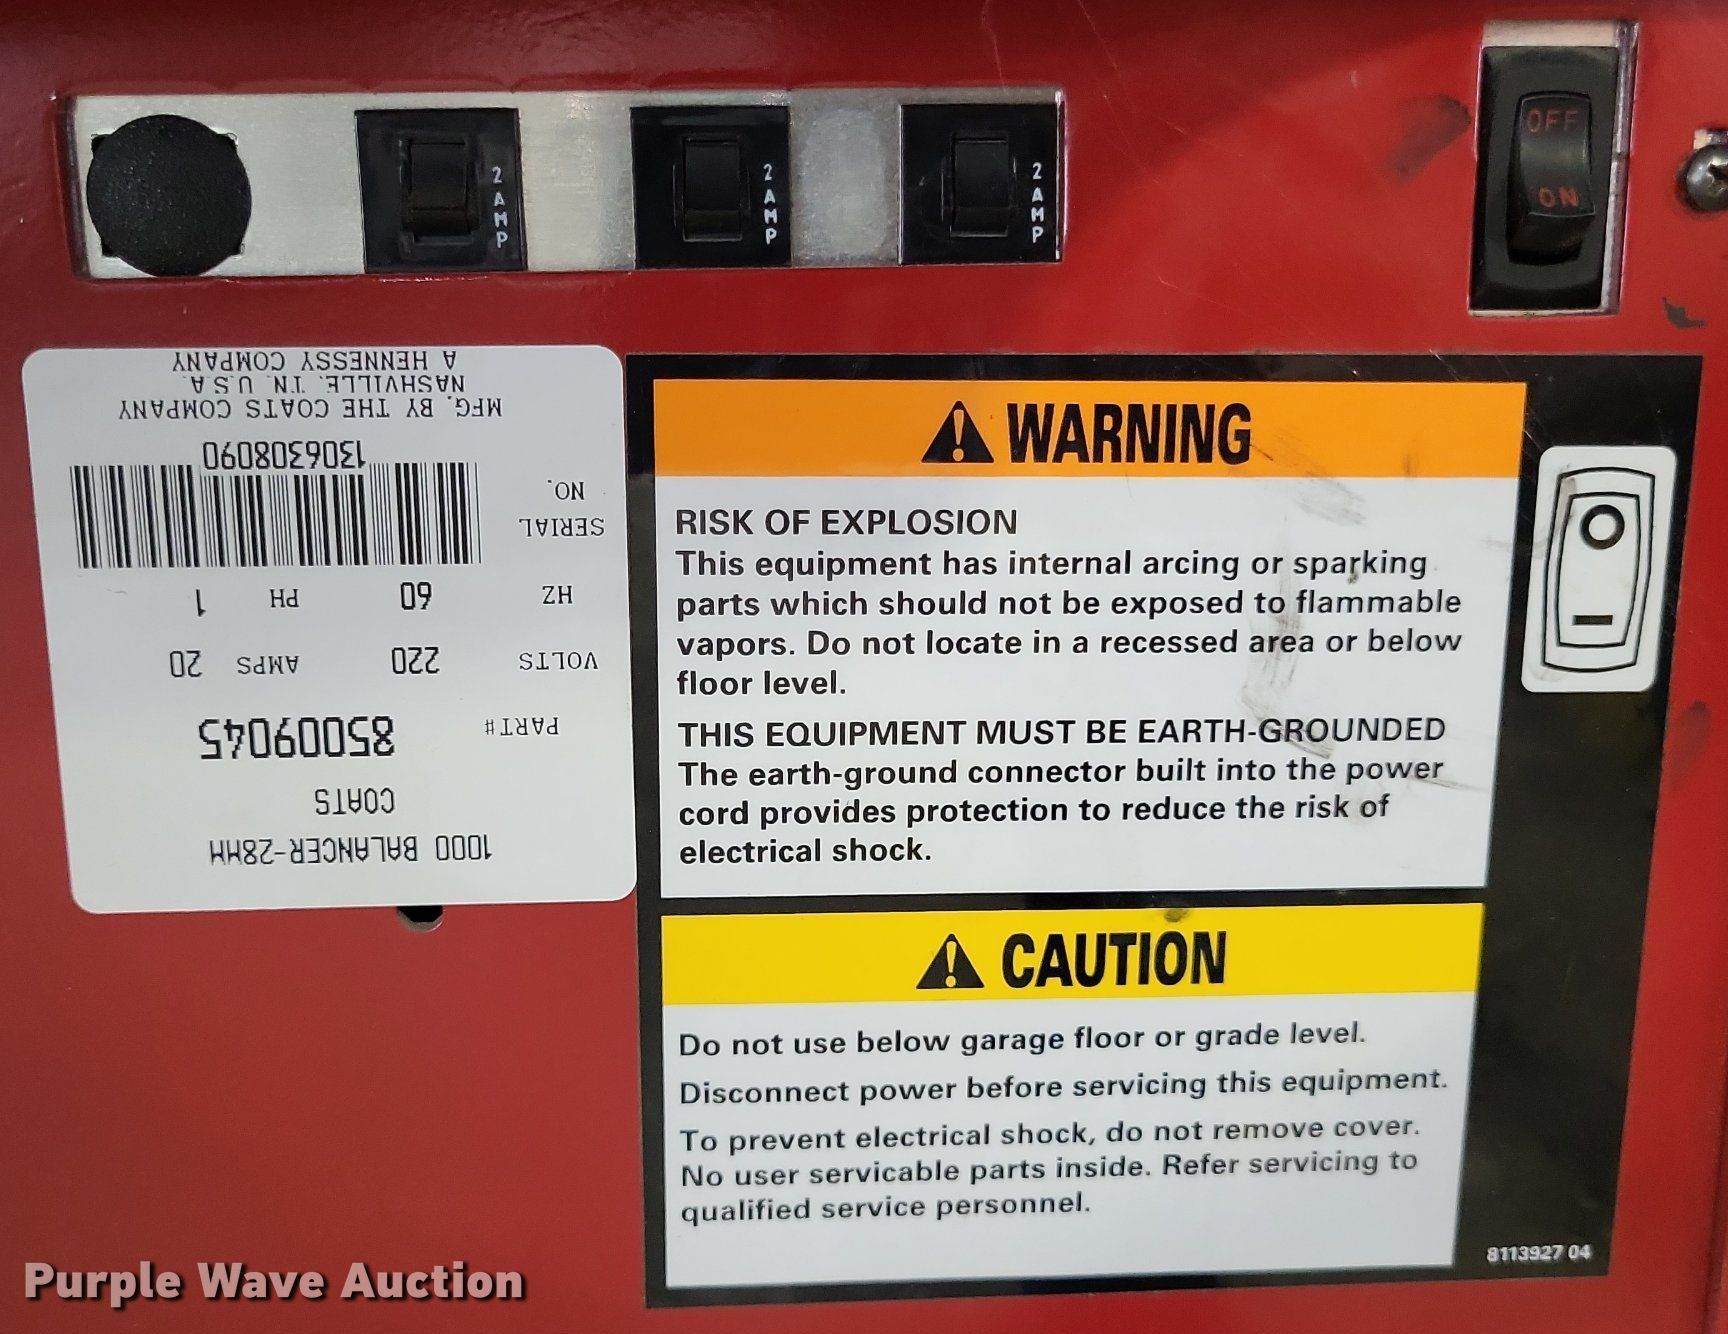 2 AMP
2 AMP
2 AMP
OFF
ON
1000 BALANCER-28MM
COATS
PART# 85009045
VOLTS 220 AMPS 20
HZ 60 PH 1
SERIAL
NO.
1306308090
MFG. BY THE COATS COMPANY
NASHVILLE. TN. U.S.A.
A HENNESSY COMPANY
WARNING
RISK OF EXPLOSION
This equipment has internal arcing or sparking
parts which should not be exposed to flammable
vapors. Do not locate in a recessed area or below
floor level.
THIS EQUIPMENT MUST BE EARTH-GROUNDED
The earth-ground connector built into the power
cord provides protection to reduce the risk of
electrical shock.
CAUTION
Do not use below garage floor or grade level.
Disconnect power before servicing this equipment.
To prevent electrical shock, do not remove cover.
No user servicable parts inside. Refer servicing to
qualified service personnel.
8113927 04
Purple Wave Auction